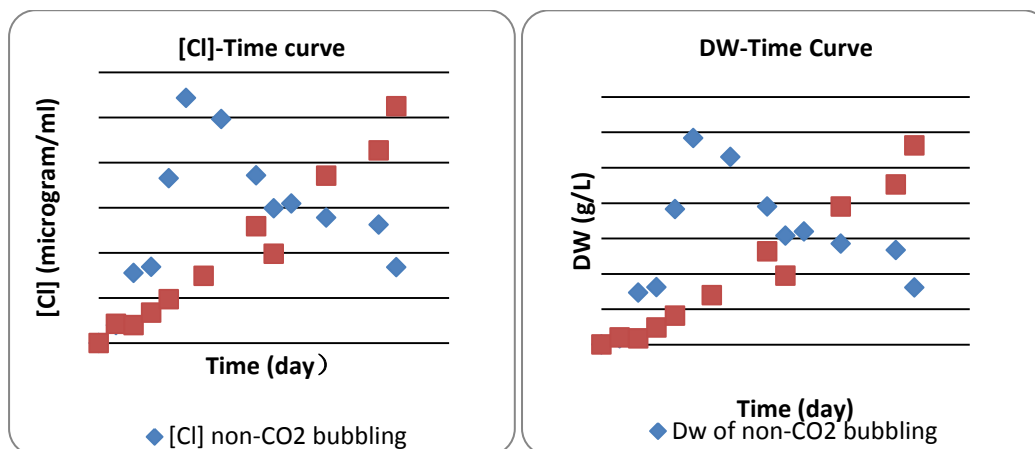 [Cl]-Time curve
[Cl] (microgram/ml)
Time (day）
[Cl] non-CO2 bubbling
DW-Time Curve
DW (g/L)
Time (day)
Dw of non-CO2 bubbling